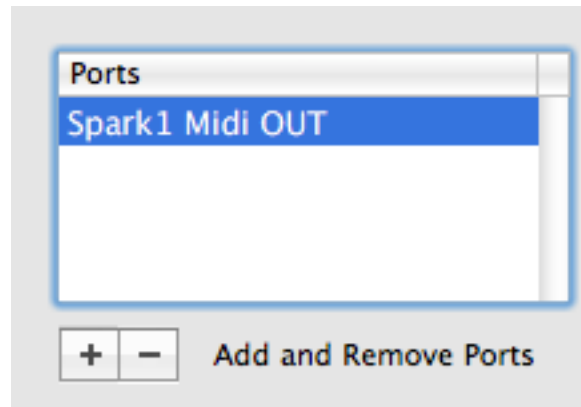 Ports
Spark1 Midi OUT
+ − Add and Remove Ports